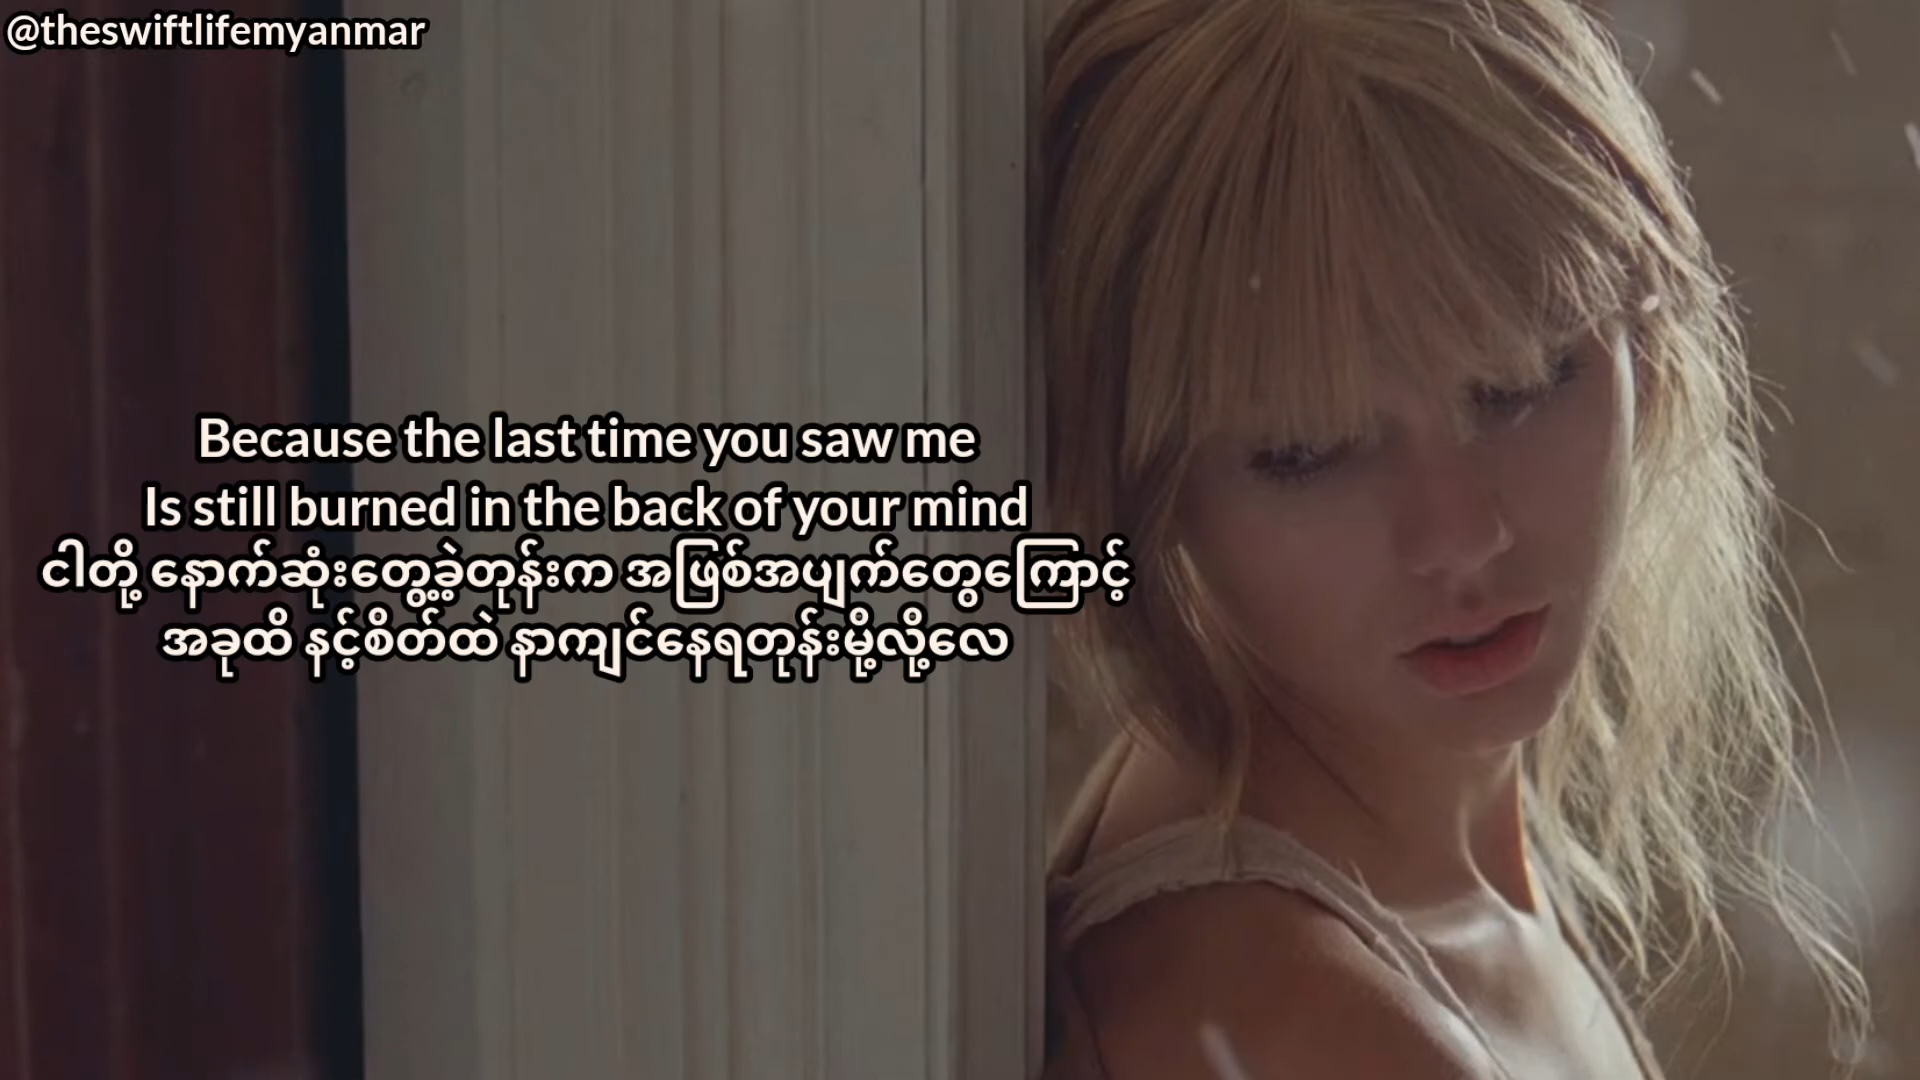 @theswiftlifemyanmar
Because the last time you saw me
Is still burned in the back of your mind
ငါတို့ နောက်ဆုံးတွေ့ခဲ့တုန်းက အဖြစ်အပျက်တွေကြောင့်
အခုထိ နင့်စိတ်ထဲ နာကျင်နေရတုန်းမို့လို့လေ